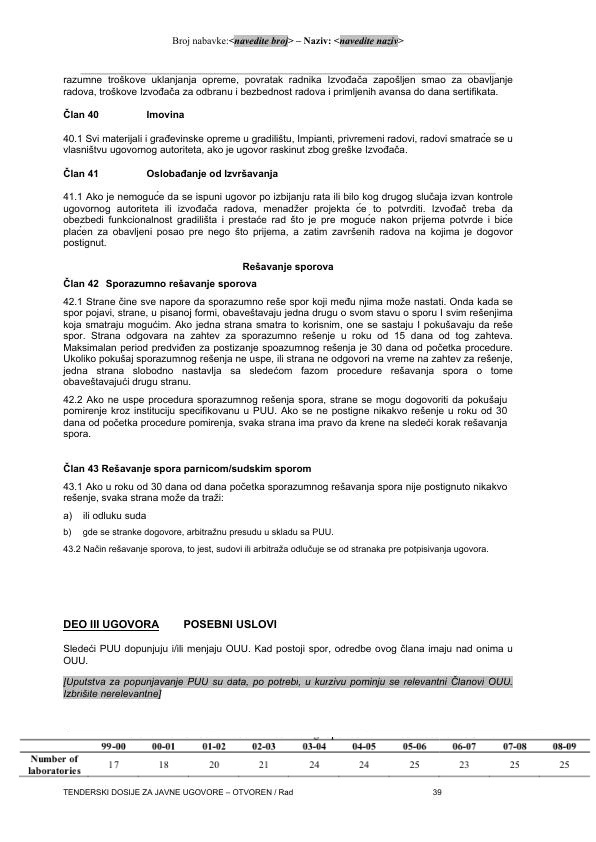 Broj nabavke:<navedite broj> – Naziv: <navedite naziv>
razumne troškove uklanjanja opreme, povratak radnika Izvođača zapošljen smao za obavljanje
radova, troškove Izvođača za odbranu i bezbednost radova i primljenih avansa do dana sertifikata.
Član 40 Imovina
40.1 Svi materijali i građevinske opreme u gradilištu, Impianti, privremeni radovi, radovi smatraće se u
vlasništvu ugovornog autoriteta, ako je ugovor raskinut zbog greške Izvođača.
Član 41 Oslobađanje od Izvršavanja
41.1 Ako je nemoguće da se ispuni ugovor po izbijanju rata ili bilo kog drugog slučaja izvan kontrole
ugovornog autoriteta ili izvođača radova, menadžer projekta će to potvrditi. Izvođač treba da
obezbedi funkcionalnost gradilišta i prestaće rad što je pre moguće nakon prijema potvrde i biće
plaćen za obavljeni posao pre nego što prijema, a zatim završenih radova na kojima je dogovor
postignut.
Rešavanje sporova
Član 42 Sporazumno rešavanje sporova
42.1 Strane čine sve napore da sporazumno reše spor koji među njima može nastati. Onda kada se
spor pojavi, strane, u pisanoj formi, obaveštavaju jedna drugu o svom stavu o sporu I svim rešenjima
koja smatraju mogućim. Ako jedna strana smatra to korisnim, one se sastaju I pokušavaju da reše
spor. Strana odgovara na zahtev za sporazumno rešenje u roku od 15 dana od tog zahteva.
Maksimalan period predviđen za postizanje spoazumnog rešenja je 30 dana od početka procedure.
Ukoliko pokušaj sporazumnog rešenja ne uspe, ili strana ne odgovori na vreme na zahtev za rešenje,
jedna strana slobodno nastavlja sa sledećom fazom procedure rešavanja spora o tome
obaveštavajući drugu stranu.
42.2 Ako ne uspe procedura sporazumnog rešenja spora, strane se mogu dogovoriti da pokušaju
pomirenje kroz instituciju specifikovanu u PUU. Ako se ne postigne nikakvo rešenje u roku od 30
dana od početka procedure pomirenja, svaka strana ima pravo da krene na sledeći korak rešavanja
spora.
Član 43 Rešavanje spora parnicom/sudskim sporom
43.1 Ako u roku od 30 dana od dana početka sporazumnog rešavanja spora nije postignuto nikakvo
rešenje, svaka strana može da traži:
a) ili odluku suda
b) gde se stranke dogovore, arbitražnu presudu u skladu sa PUU.
43.2 Način rešavanje sporova, to jest, sudovi ili arbitraža odlučuje se od stranaka pre potpisivanja ugovora.
DEO III UGOVORA POSEBNI USLOVI
Sledeći PUU dopunjuju i/ili menjaju OUU. Kad postoji spor, odredbe ovog člana imaju nad onima u
OUU.
[Uputstva za popunjavanje PUU su data, po potrebi, u kurzivu pominju se relevantni Članovi OUU.
Izbrišite nerelevantne]
99-00 00-01 01-02 02-03 03-04 04-05 05-06 06-07 07-08 08-09
Number of laboratories 17 18 20 21 24 24 25 23 25 25
TENDERSKI DOSIJE ZA JAVNE UGOVORE – OTVOREN / Rad 39